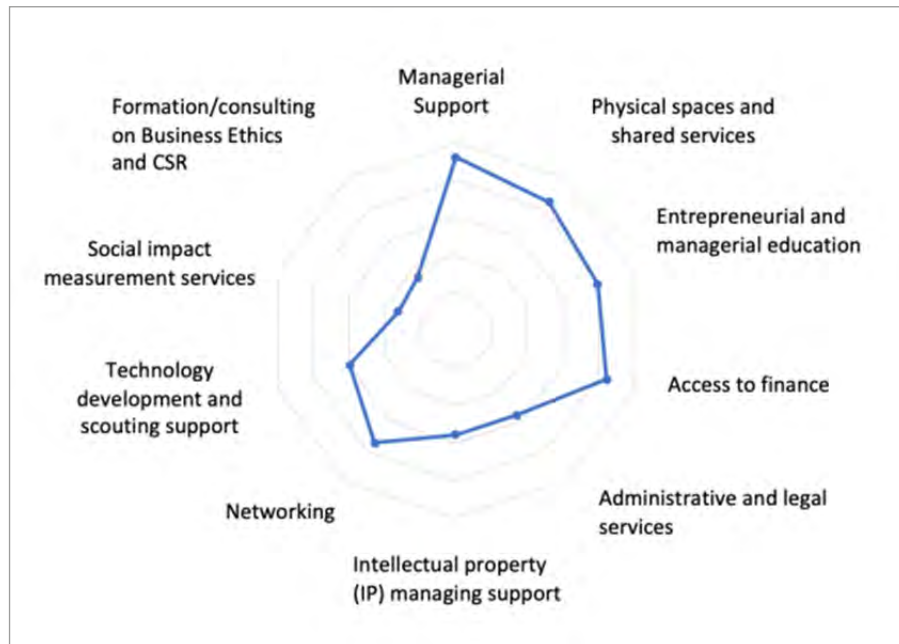 Managerial
Support
Physical spaces and
shared services
Entrepreneurial and
managerial education
Access to finance
Administrative and legal
services
Intellectual property
(IP) managing support
Networking
Technology
development and
scouting support
Social impact
measurement services
Formation/consulting
on Business Ethics
and CSR